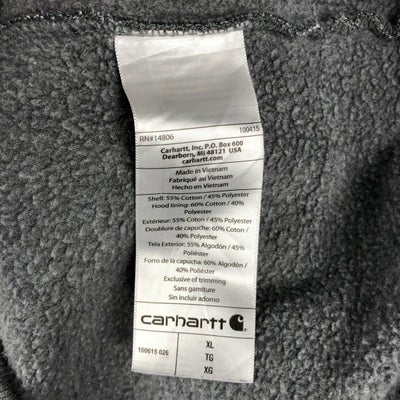 RN#14806 100415
Carhartt, Inc. P.O. Box 600
Dearborn, MI 48121 USA
carhartt.com
Made in Vietnam
Fabriqué au Vietnam
Hecho en Vietnam
Shell: 55% Cotton / 45% Polyester
Hood lining: 60% Cotton / 40%
Polyester
Extérieur: 55% Coton / 45% Polyester
Doublure de capuche: 60% Coton /
40% Polyester
Tela Exterior: 55% Algodón / 45%
Poliéster
Forro de la capucha: 60% Algodón /
40% Poliéster
Exclusive of trimming
Sans garniture
Sin incluir adorno
carhartt
100615 026
XL
TG
XG